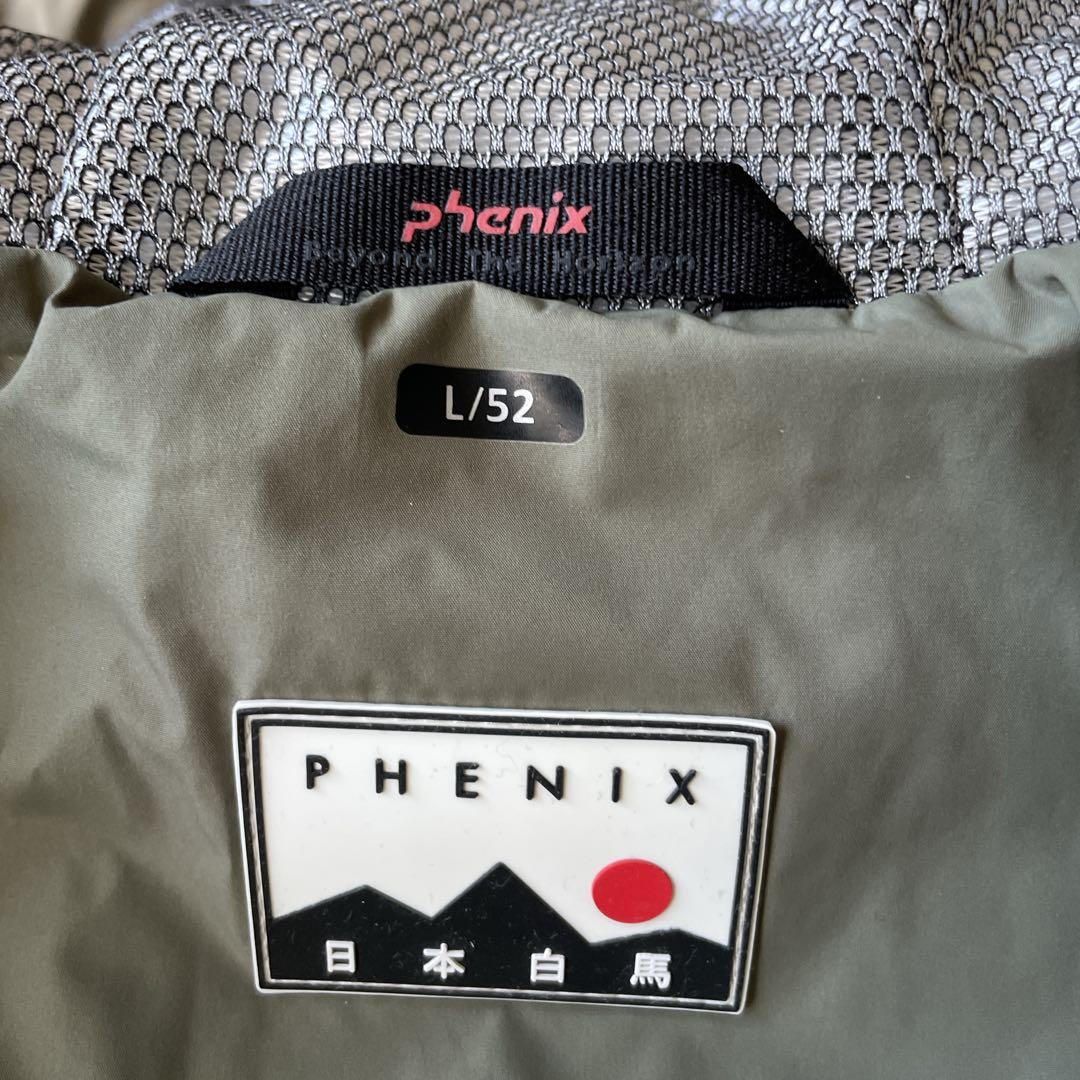 phenix
Beyond The Horizon
L/52
PHENIX
日本白馬